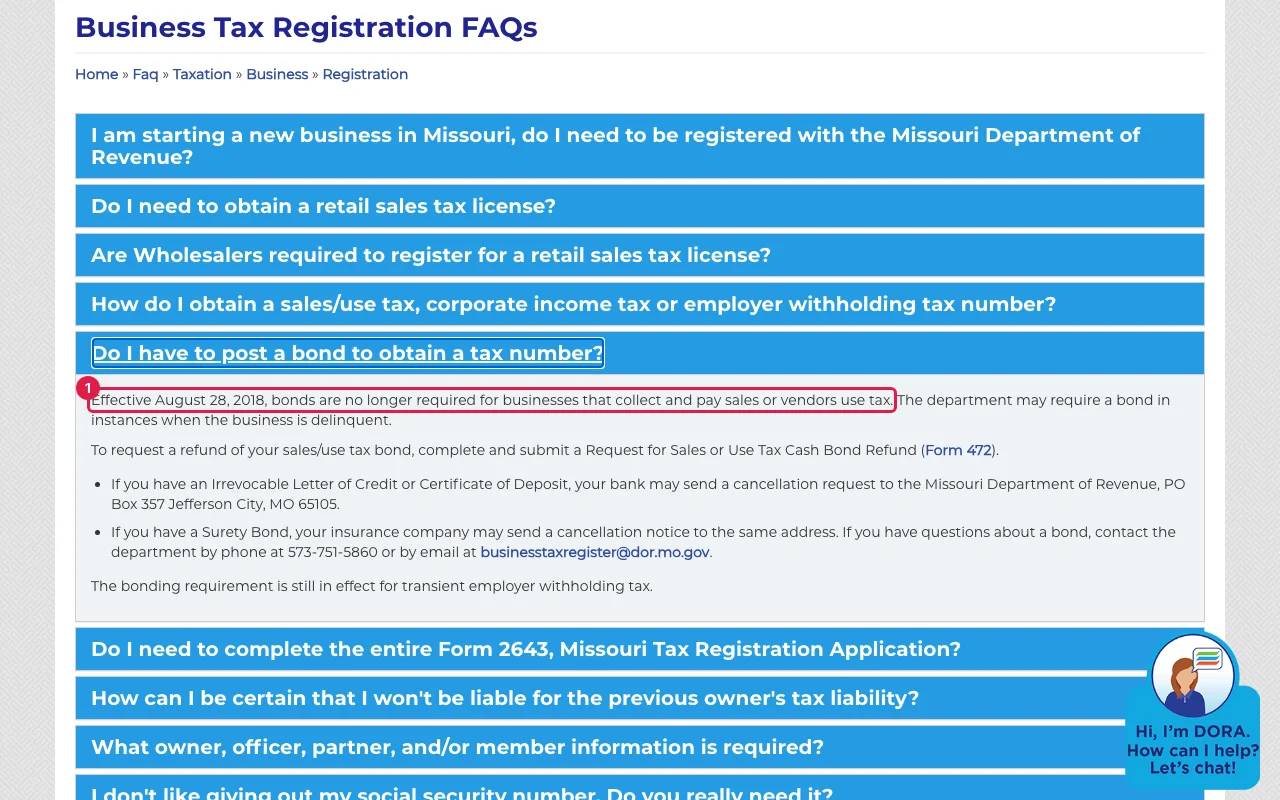 Business Tax Registration FAQs
Home » Faq » Taxation » Business » Registration
I am starting a new business in Missouri, do I need to be registered with the Missouri Department of
Revenue?
Do I need to obtain a retail sales tax license?
Are Wholesalers required to register for a retail sales tax license?
How do I obtain a sales/use tax, corporate income tax or employer withholding tax number?
Do I have to post a bond to obtain a tax number?
1
Effective August 28, 2018, bonds are no longer required for businesses that collect and pay sales or vendors use tax. The department may require a bond in
instances when the business is delinquent.
To request a refund of your sales/use tax bond, complete and submit a Request for Sales or Use Tax Cash Bond Refund (Form 472).
• If you have an Irrevocable Letter of Credit or Certificate of Deposit, your bank may send a cancellation request to the Missouri Department of Revenue, PO
Box 357 Jefferson City, MO 65105.
• If you have a Surety Bond, your insurance company may send a cancellation notice to the same address. If you have questions about a bond, contact the
department by phone at 573-751-5860 or by email at businesstaxregister@dor.mo.gov.
The bonding requirement is still in effect for transient employer withholding tax.
Do I need to complete the entire Form 2643, Missouri Tax Registration Application?
How can I be certain that I won't be liable for the previous owner's tax liability?
What owner, officer, partner, and/or member information is required?
I don't like giving out my social security number. Do you really need it?
Hi, I'm DORA.
How can I help?
Let's chat!